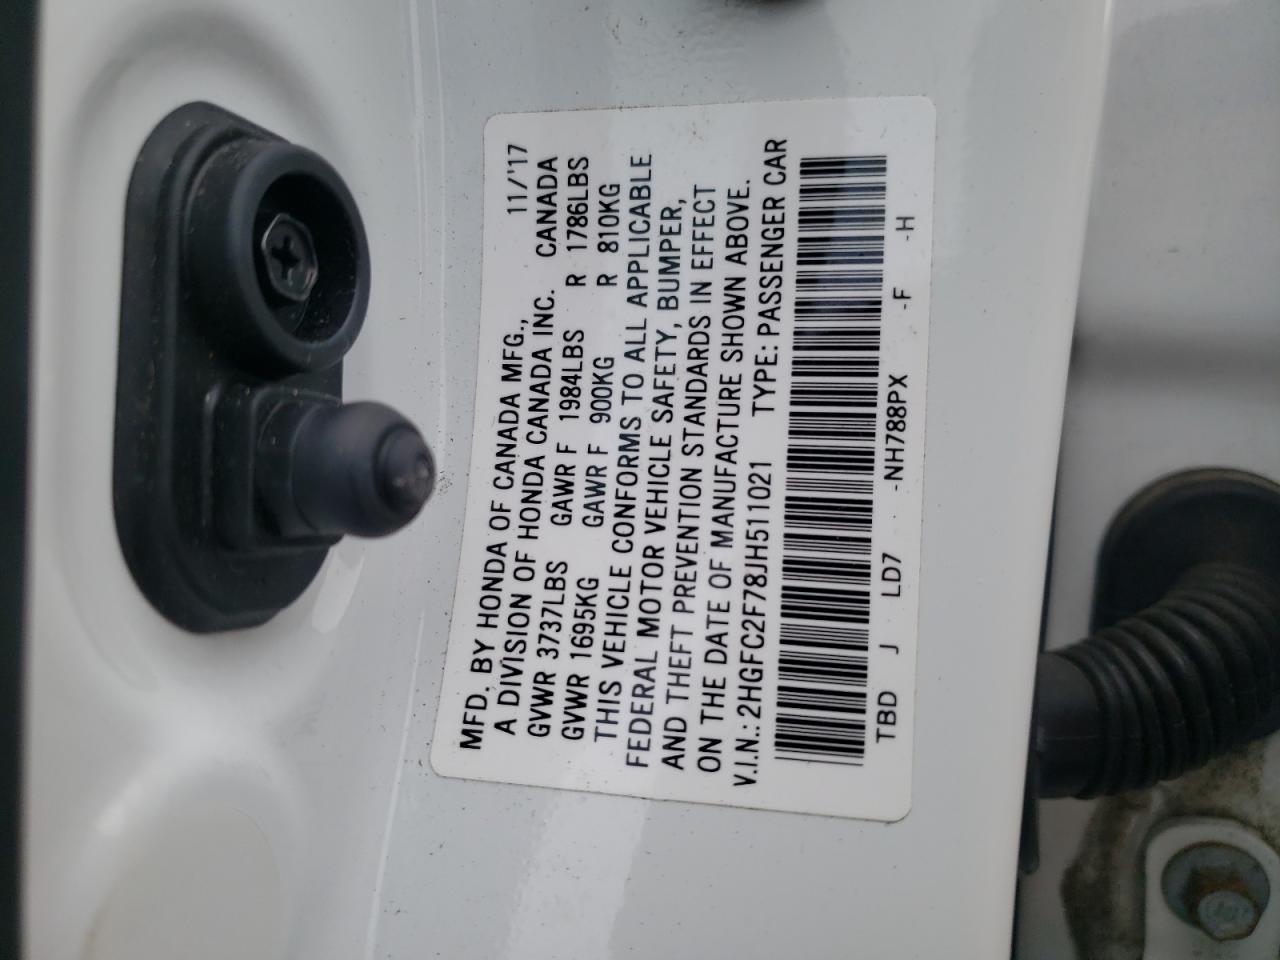 MFD. BY HONDA OF CANADA MFG., 11/'17
A DIVISION OF HONDA CANADA INC. CANADA
GVWR 3737LBS GAWR F 1984LBS R 1786LBS
GVWR 1695KG GAWR F 900KG R 810KG
THIS VEHICLE CONFORMS TO ALL APPLICABLE
FEDERAL MOTOR VEHICLE SAFETY, BUMPER,
AND THEFT PREVENTION STANDARDS IN EFFECT
ON THE DATE OF MANUFACTURE SHOWN ABOVE.
V.I.N.: 2HGFC2F78JH511021 TYPE: PASSENGER CAR
TBD J LD7 -NH788PX -F -H